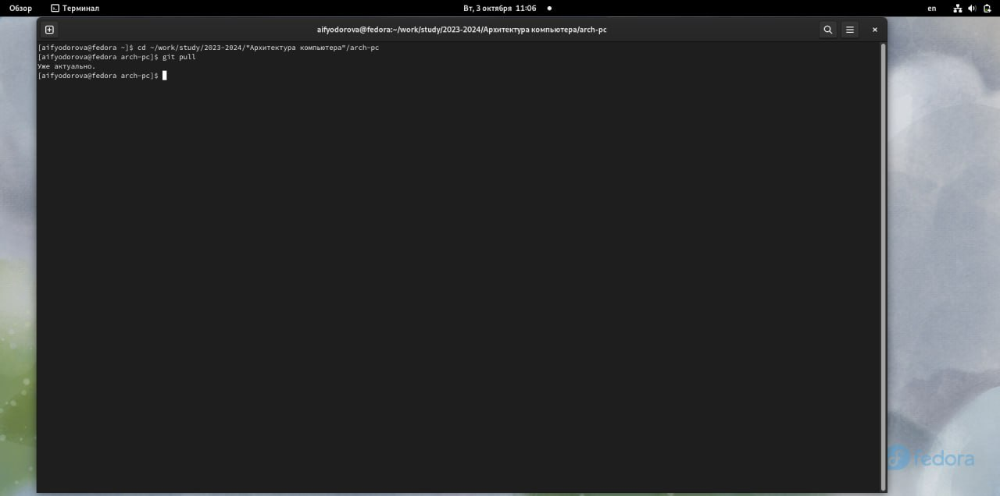 Обзор Терминал Вт, 3 октября 11:06 en
aifyodorova@fedora:~/work/study/2023-2024/Архитектура компьютера/arch-pc
[aifyodorova@fedora ~]$ cd ~/work/study/2023-2024/"Архитектура компьютера"/arch-pc
[aifyodorova@fedora arch-pc]$ git pull
Уже актуально.
[aifyodorova@fedora arch-pc]$
fedora